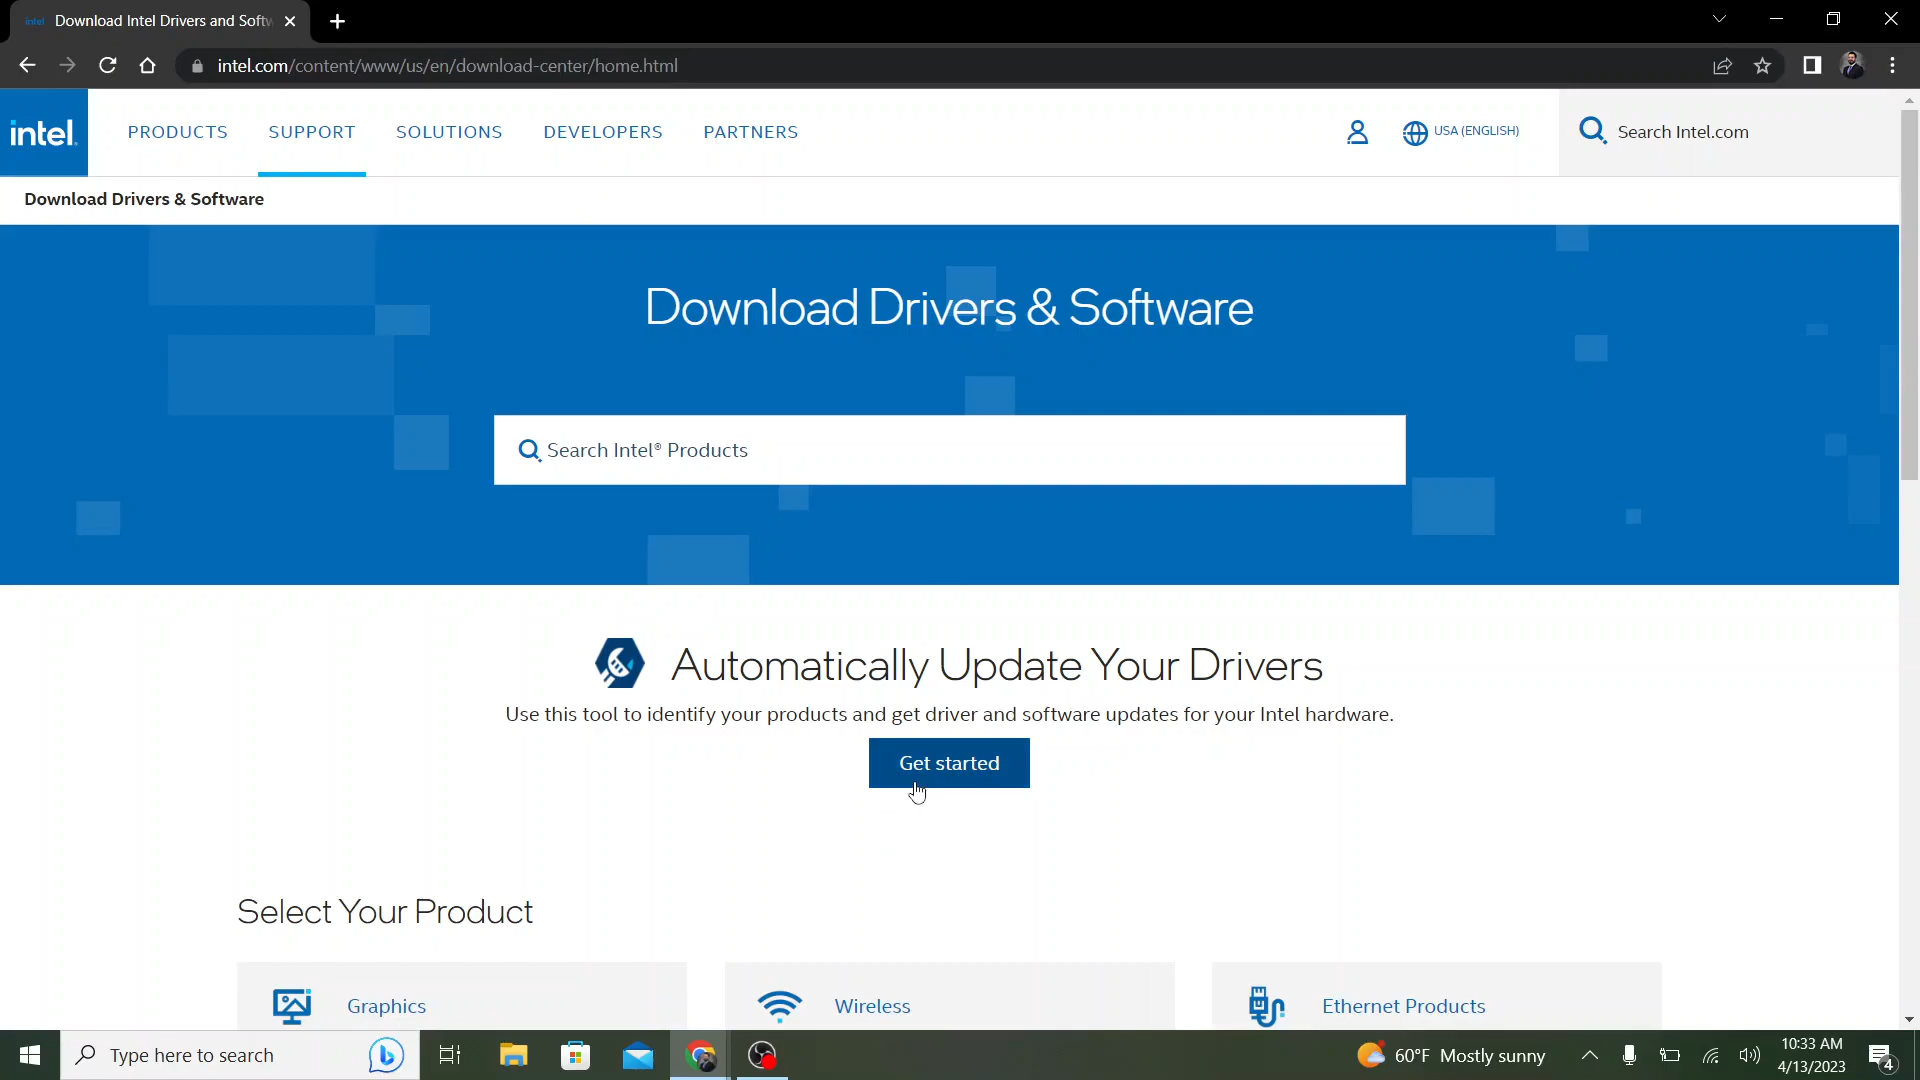 intel
Download Intel Drivers and Softw
intel.com/content/www/us/en/download-center/home.html
intel.
PRODUCTS
SUPPORT
SOLUTIONS
DEVELOPERS
PARTNERS
USA (ENGLISH)
Search Intel.com
Download Drivers & Software
Download Drivers & Software
Search Intel® Products
Automatically Update Your Drivers
Use this tool to identify your products and get driver and software updates for your Intel hardware.
Get started
Select Your Product
Graphics
Wireless
Ethernet Products
Type here to search
60°F Mostly sunny
10:33 AM
4/13/2023
4